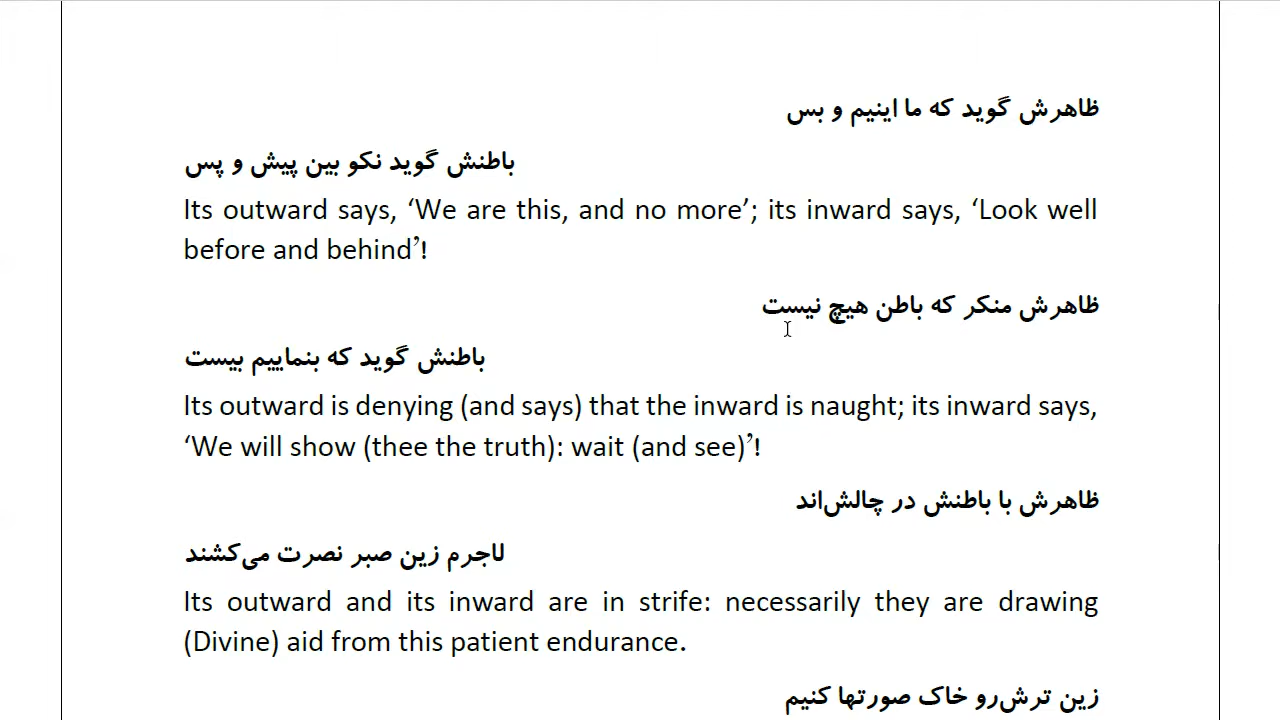 ظاهرش گوید که ما اینیم و بس
باطنش گوید نکو بین پیش و پس
Its outward says, ‘We are this, and no more’; its inward says, ‘Look well
before and behind’!
ظاهرش منکر که باطن هیچ نیست
باطنش گوید که بنماییم بیست
Its outward is denying (and says) that the inward is naught; its inward says,
‘We will show (thee the truth): wait (and see)’!
ظاهرش با باطنش در چالش‌اند
لاجرم زین صبر نصرت می‌کشند
Its outward and its inward are in strife: necessarily they are drawing
(Divine) aid from this patient endurance.
زین ترش‌رو خاک صورتها کنیم